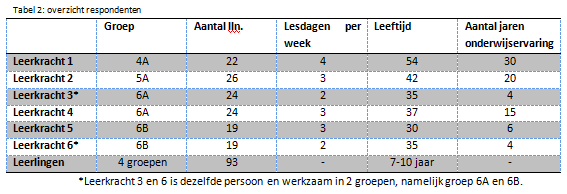 Tabel 2: overzicht respondenten
Groep Aantal lln. Lesdagen per week Leeftijd Aantal jaren onderwijservaring
Leerkracht 1 4A 22 4 54 30
Leerkracht 2 5A 26 3 42 20
Leerkracht 3* 6A 24 2 35 4
Leerkracht 4 6A 24 3 37 15
Leerkracht 5 6B 19 3 30 6
Leerkracht 6* 6B 19 2 35 4
Leerlingen 4 groepen 93 - 7-10 jaar -
*Leerkracht 3 en 6 is dezelfde persoon en werkzaam in 2 groepen, namelijk groep 6A en 6B.